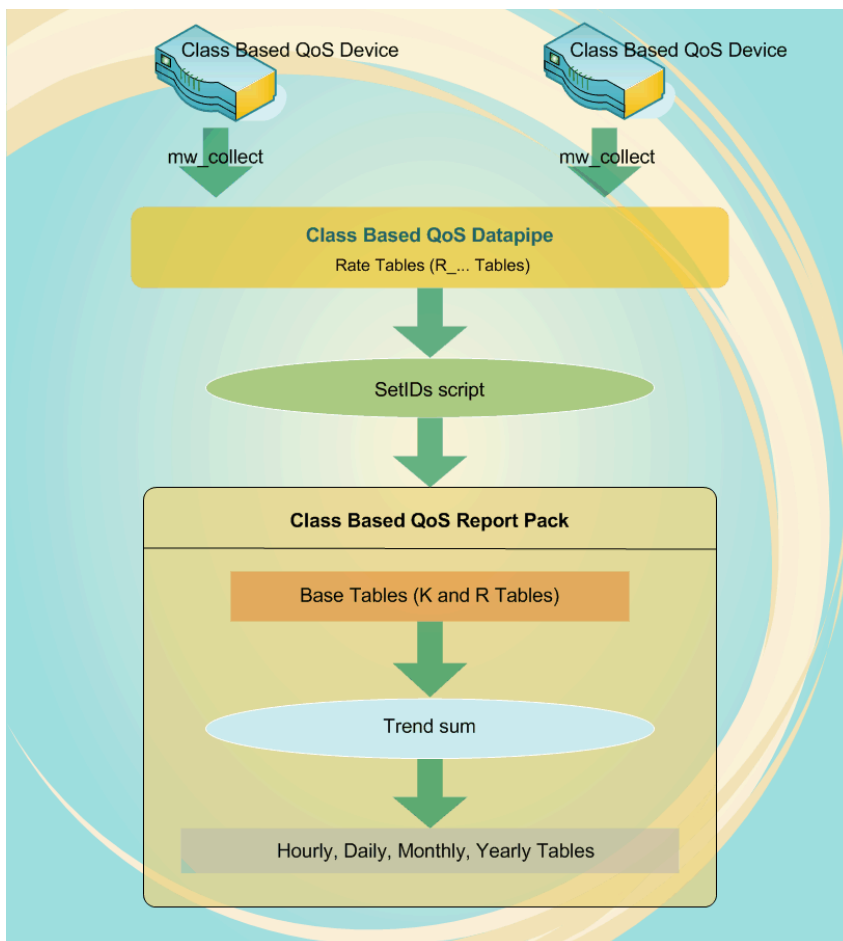 Class Based QoS Device
Class Based QoS Device
mw_collect
mw_collect
Class Based QoS Datapipe
Rate Tables (R_... Tables)
SetIDs script
Class Based QoS Report Pack
Base Tables (K and R Tables)
Trend sum
Hourly, Daily, Monthly, Yearly Tables